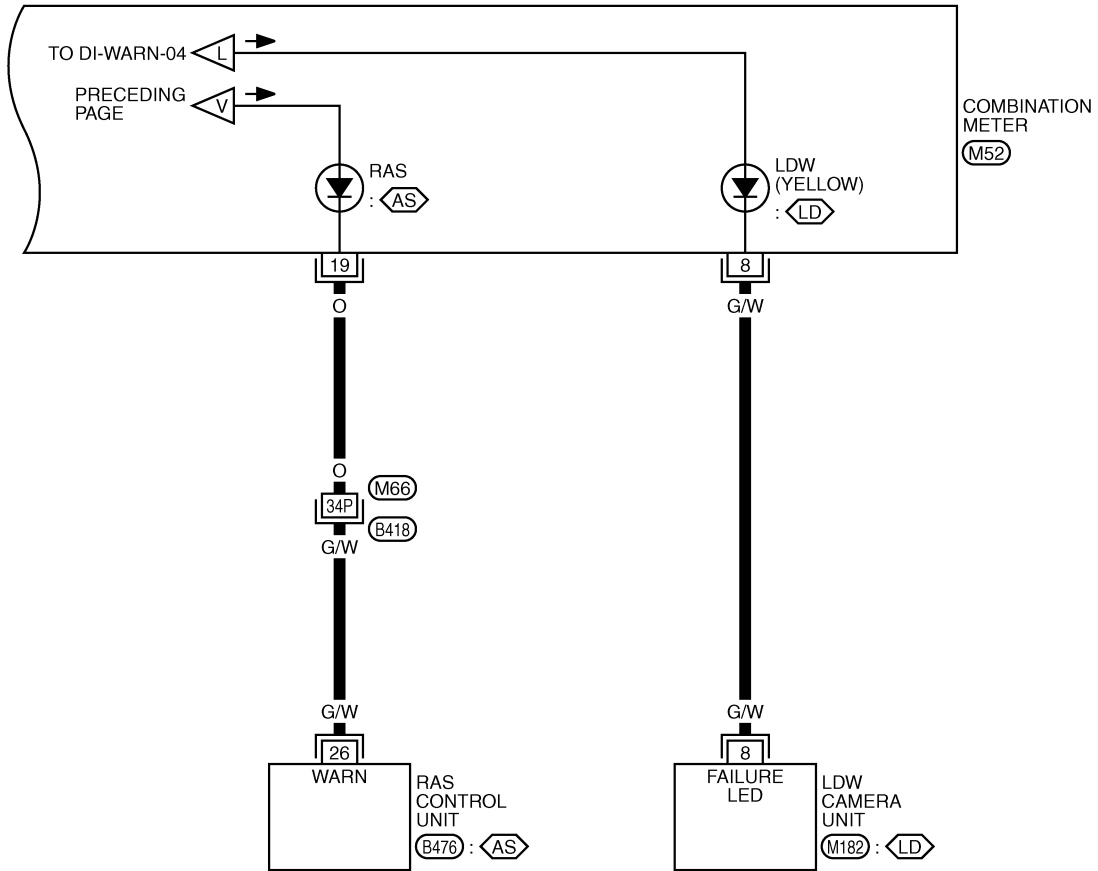 TO DI-WARN-04
L
PRECEDING
PAGE
V
COMBINATION
METER
M52
RAS
: AS
LDW
(YELLOW)
: LD
19
8
O
G/W
O
M66
34P
B418
G/W
G/W
G/W
26
8
WARN
FAILURE
LED
RAS
CONTROL
UNIT
B476 : AS
LDW
CAMERA
UNIT
M182 : LD